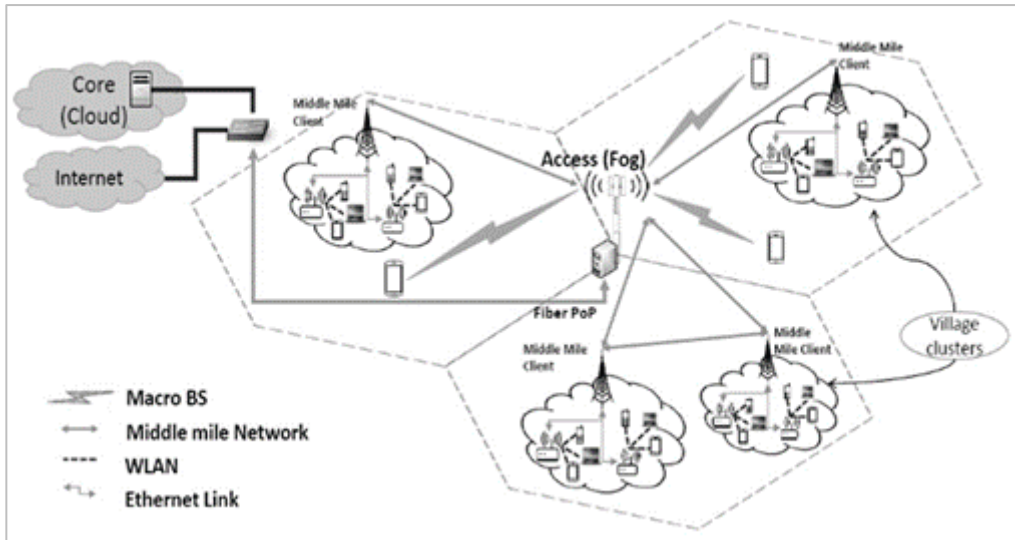 Core
(Cloud)
Internet
Middle Mile
Client
Access (Fog)
Middle Mile
Client
Fiber PoP
Middle Mile
Client
Middle
Mile Client
Village
clusters
Macro BS
Middle mile Network
WLAN
Ethernet Link